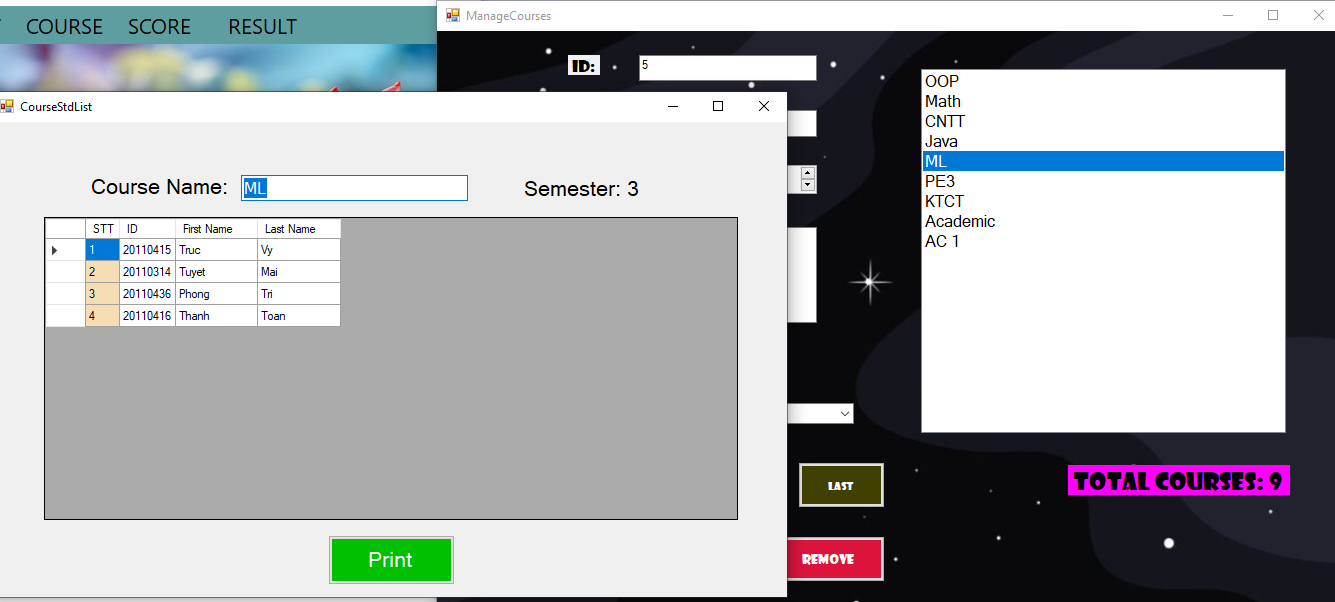 COURSE SCORE RESULT
ManageCourses
ID: 5
CourseStdList
Course Name: ML Semester: 3
STT ID First Name Last Name
1 20110415 Truc Vy
2 20110314 Tuyet Mai
3 20110436 Phong Tri
4 20110416 Thanh Toan
Print
OOP
Math
CNTT
Java
ML
PE3
KTCT
Academic
AC 1
LAST
TOTAL COURSES: 9
REMOVE